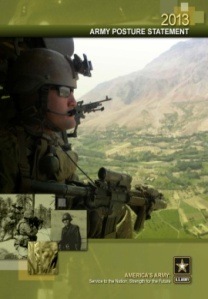 2013
ARMY POSTURE STATEMENT
AMERICA'S ARMY:
Service to the Nation, Strength for the Future
U.S.ARMY